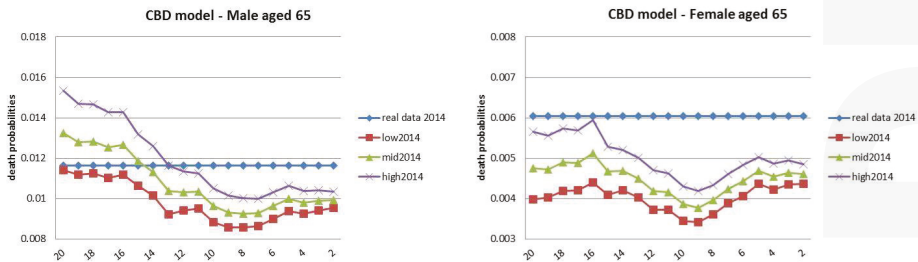 CBD model - Male aged 65
0.018
0.016
0.014
0.012
0.01
0.008
death probabilities
20 18 16 14 12 10 8 6 4 2
real data 2014
low2014
mid2014
high2014
CBD model - Female aged 65
0.008
0.007
0.006
0.005
0.004
0.003
death probabilities
20 18 16 14 12 10 8 6 4 2
real data 2014
low2014
mid2014
high2014